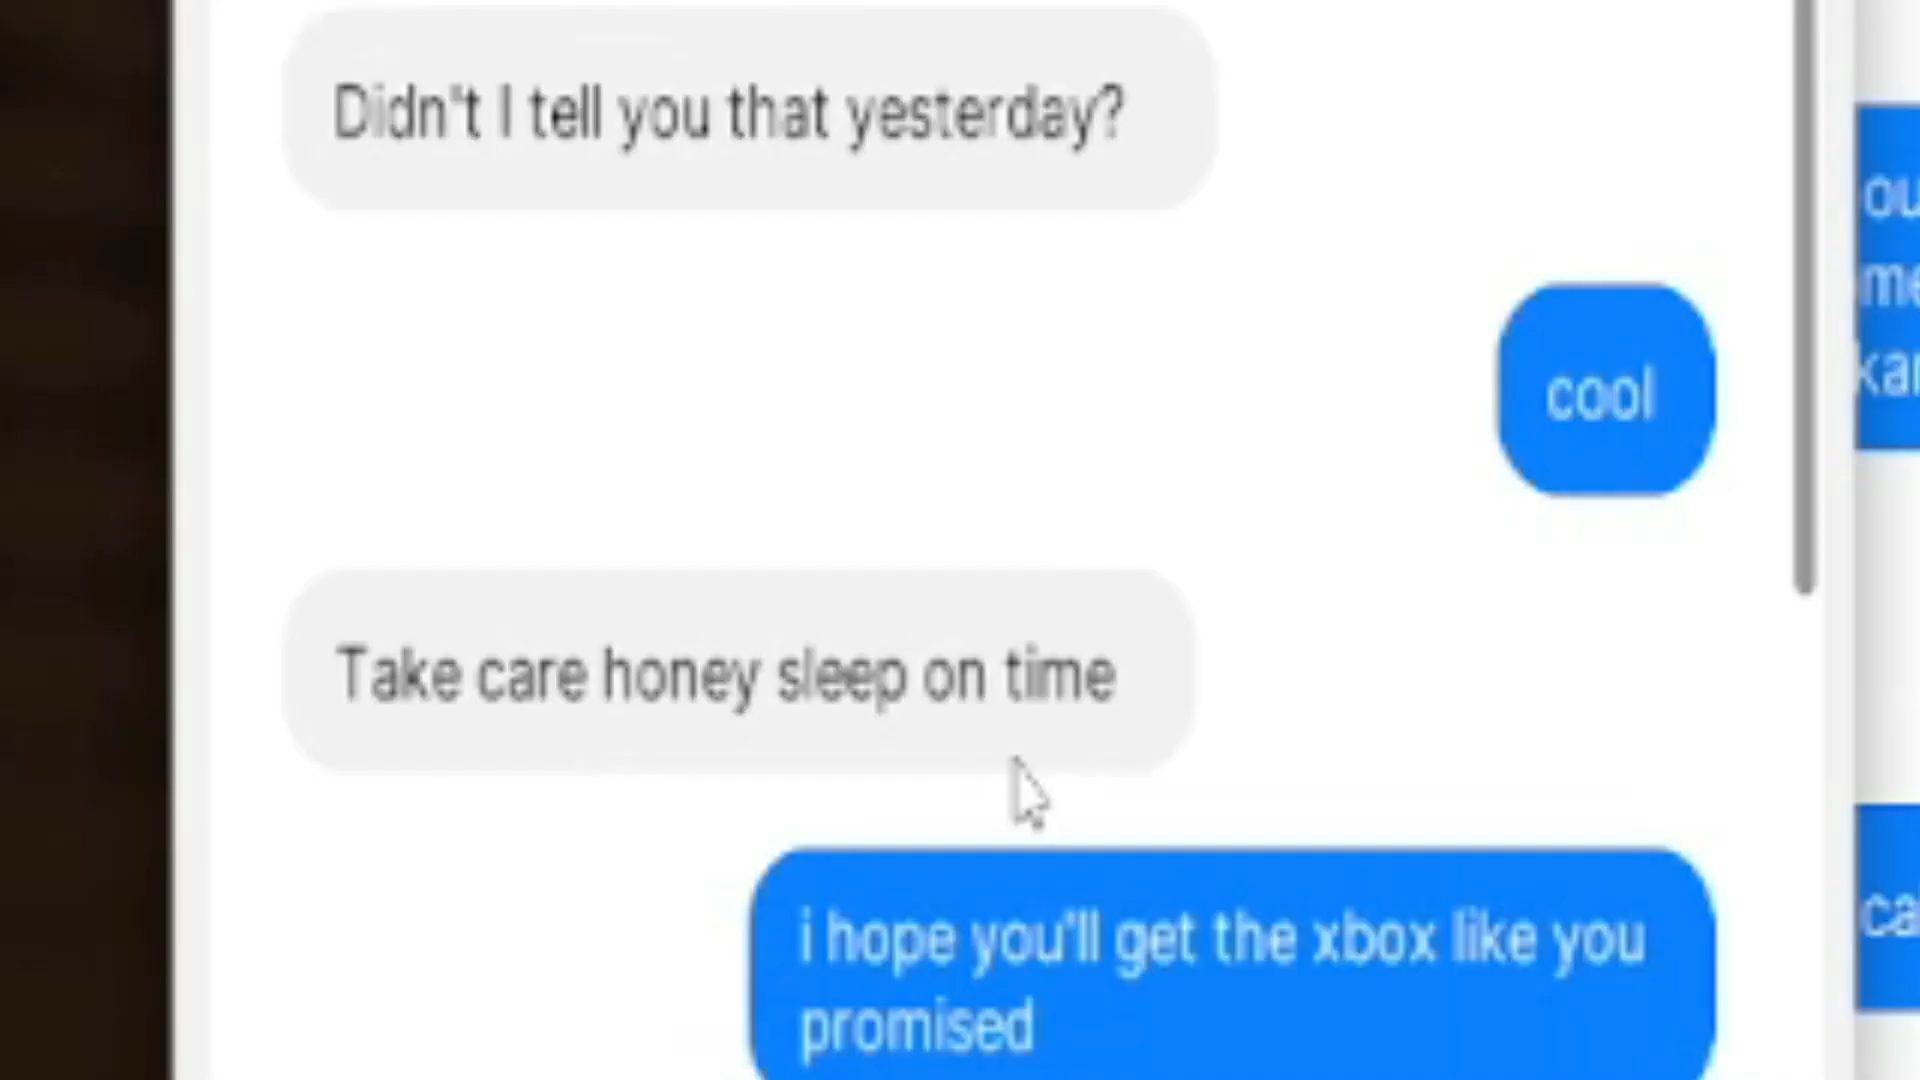 Didn't I tell you that yesterday?
cool
Take care honey sleep on time
i hope you'll get the xbox like you
promised